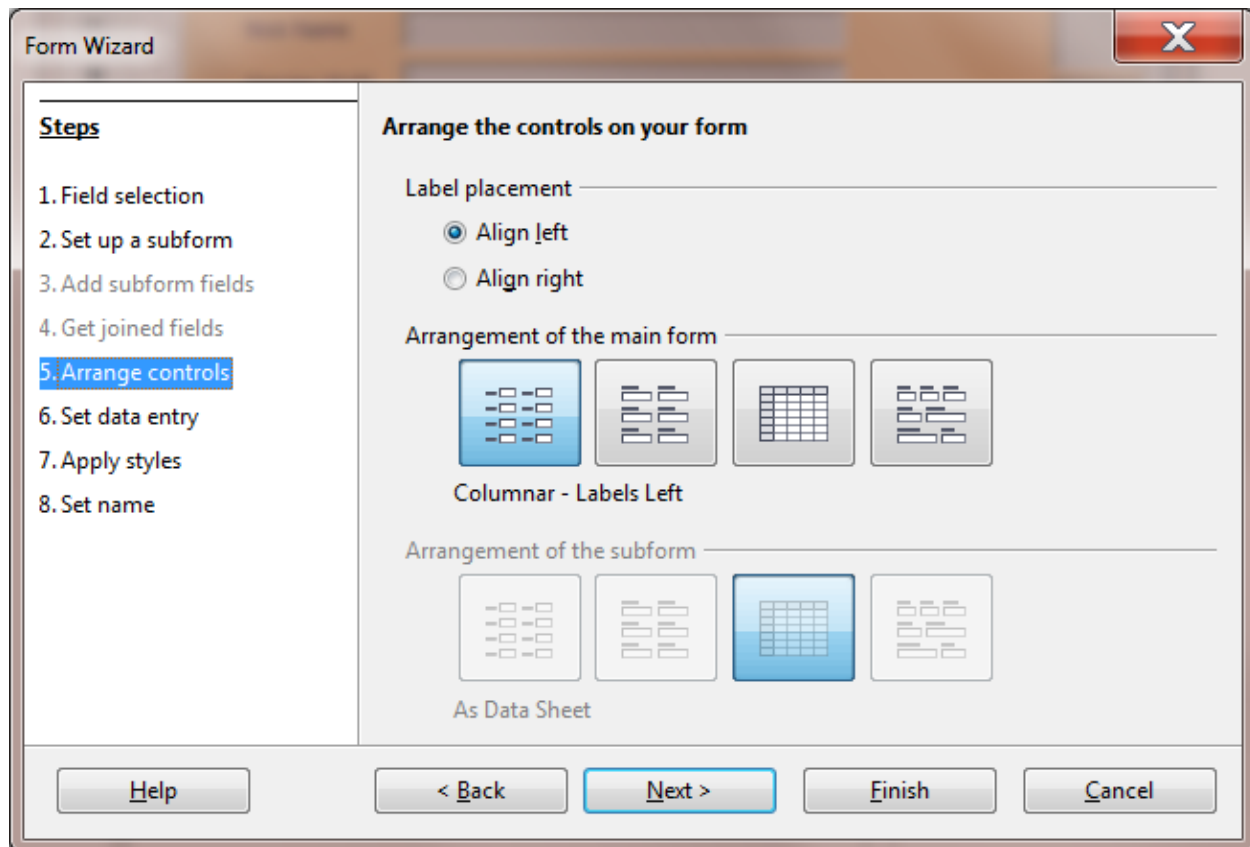 Form Wizard
Steps
1. Field selection
2. Set up a subform
3. Add subform fields
4. Get joined fields
5. Arrange controls
6. Set data entry
7. Apply styles
8. Set name
Arrange the controls on your form
Label placement
Align left
Align right
Arrangement of the main form
Columnar - Labels Left
Arrangement of the subform
As Data Sheet
Help
< Back
Next >
Finish
Cancel